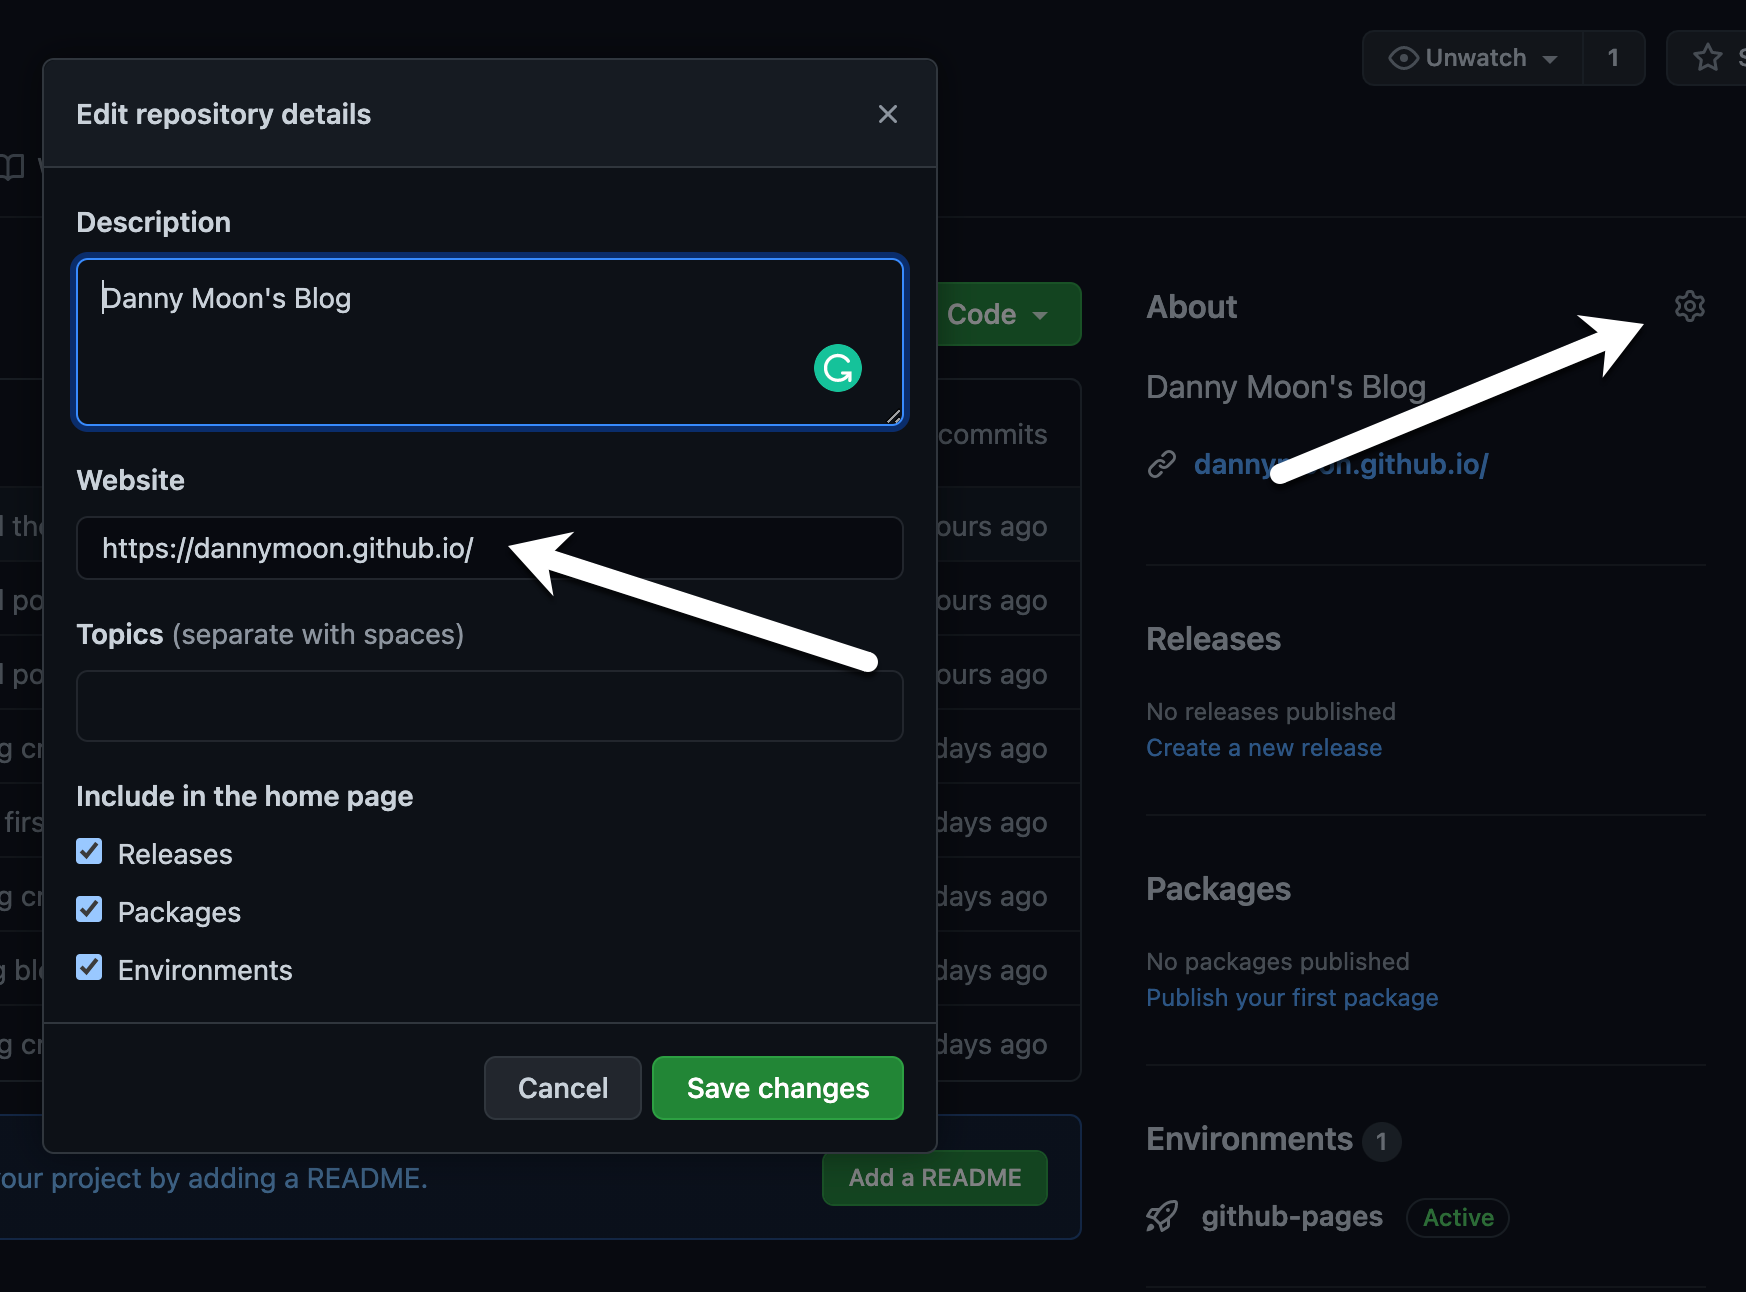 Unwatch 1
Edit repository details
Description
Danny Moon's Blog
Website
https://dannymoon.github.io/
Topics (separate with spaces)
Include in the home page
Releases
Packages
Environments
Cancel
Save changes
Code
commits
ours ago
ours ago
ours ago
days ago
days ago
days ago
days ago
days ago
our project by adding a README.
Add a README
About
Danny Moon's Blog
github.io/
Releases
No releases published
Create a new release
Packages
No packages published
Publish your first package
Environments 1
github-pages Active